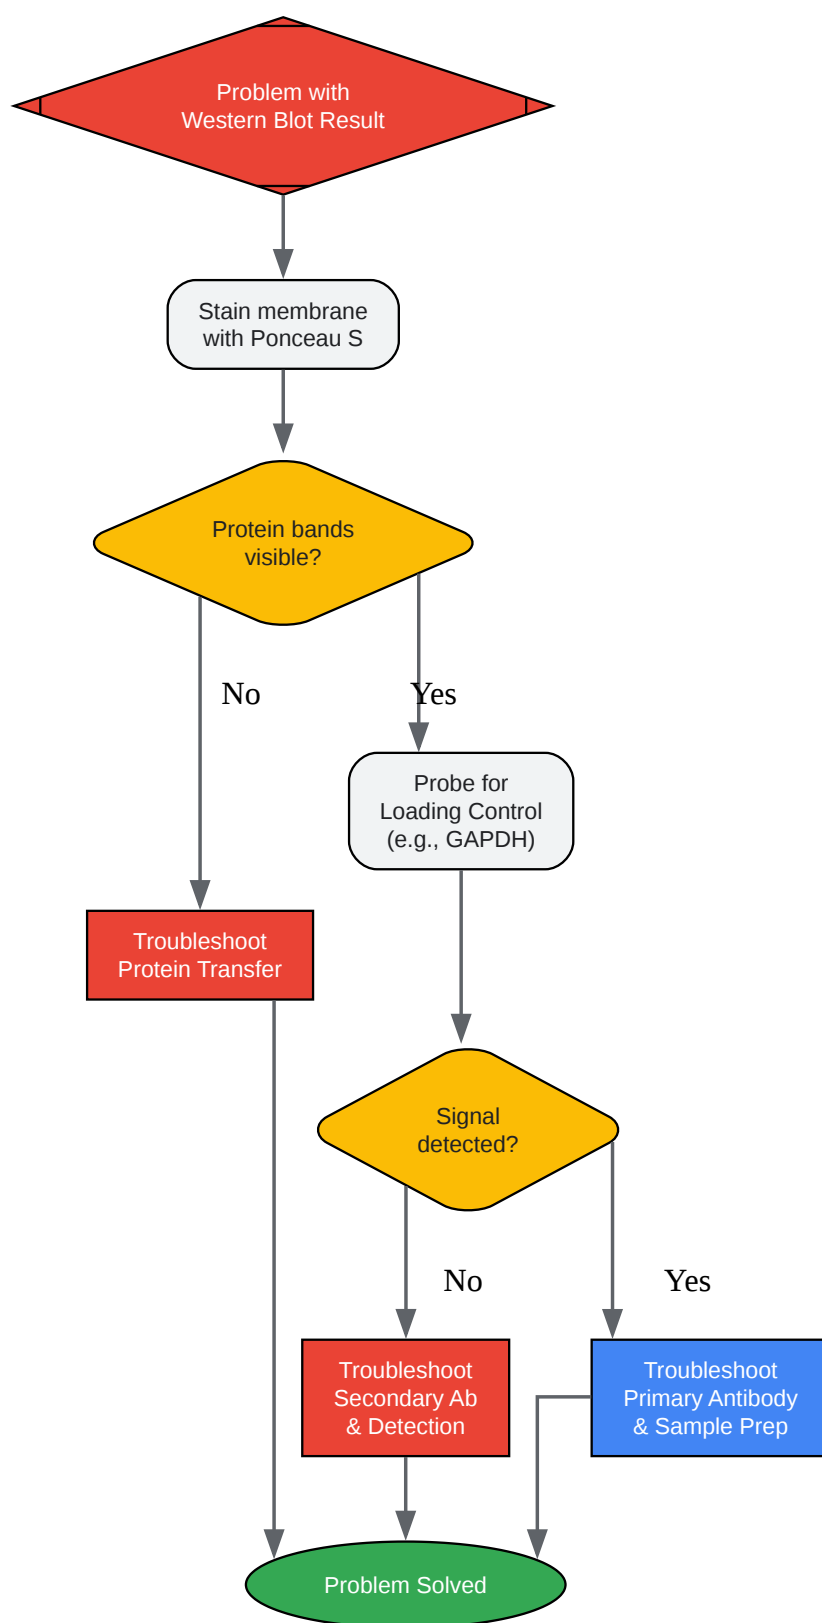 Problem with
Western Blot Result
Stain membrane
with Ponceau S
Protein bands
visible?
No
Yes
Probe for
Loading Control
(e.g., GAPDH)
Troubleshoot
Protein Transfer
Signal
detected?
No
Yes
Troubleshoot
Secondary Ab
& Detection
Troubleshoot
Primary Antibody
& Sample Prep
Problem Solved